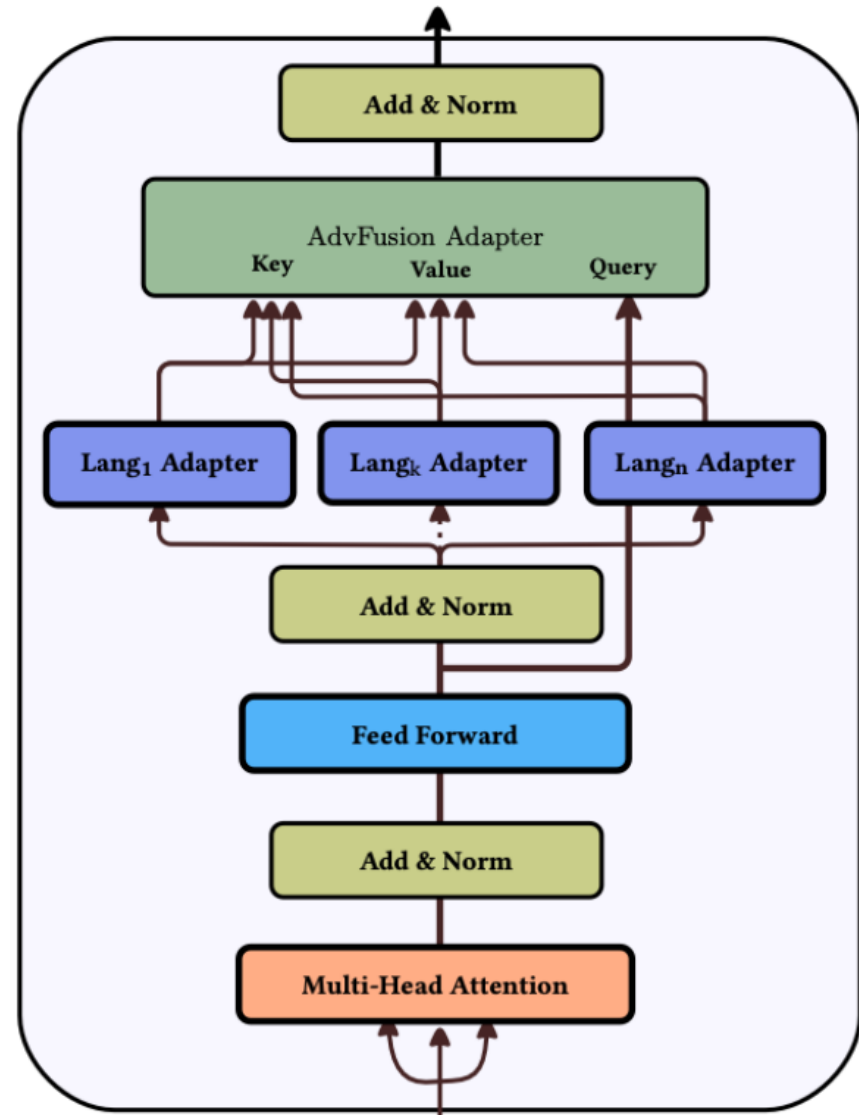 Add & Norm
AdvFusion Adapter
Key Value Query
Lang₁ Adapter Langₖ Adapter Langₙ Adapter
Add & Norm
Feed Forward
Add & Norm
Multi-Head Attention